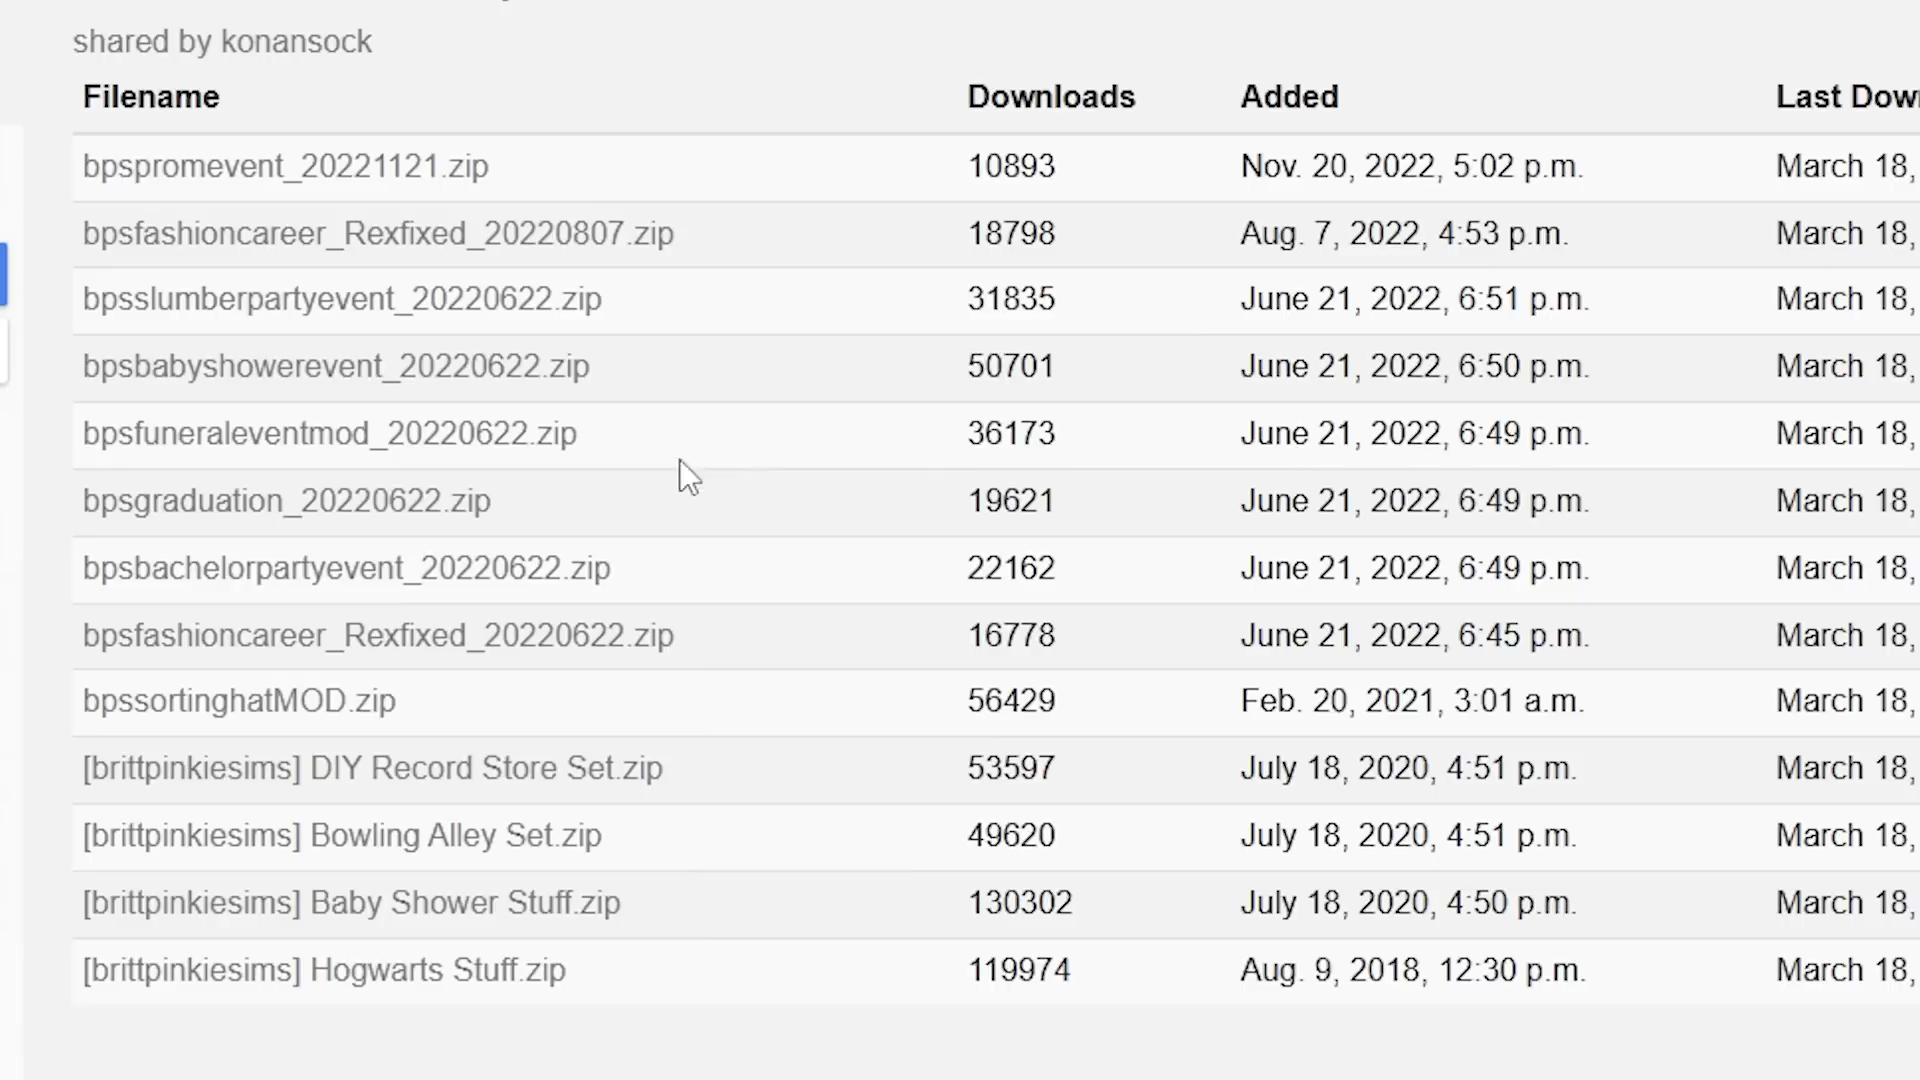 shared by konansock
Filename Downloads Added Last Dow
bpspromevent_20221121.zip 10893 Nov. 20, 2022, 5:02 p.m. March 18,
bpsfashioncareer_Rexfixed_20220807.zip 18798 Aug. 7, 2022, 4:53 p.m. March 18,
bpsslumberpartyevent_20220622.zip 31835 June 21, 2022, 6:51 p.m. March 18,
bpsbabyshowerevent_20220622.zip 50701 June 21, 2022, 6:50 p.m. March 18,
bpsfuneraleventmod_20220622.zip 36173 June 21, 2022, 6:49 p.m. March 18,
bpsgraduation_20220622.zip 19621 June 21, 2022, 6:49 p.m. March 18,
bpsbachelorpartyevent_20220622.zip 22162 June 21, 2022, 6:49 p.m. March 18,
bpsfashioncareer_Rexfixed_20220622.zip 16778 June 21, 2022, 6:45 p.m. March 18,
bpssortinghatMOD.zip 56429 Feb. 20, 2021, 3:01 a.m. March 18,
[brittpinkiesims] DIY Record Store Set.zip 53597 July 18, 2020, 4:51 p.m. March 18,
[brittpinkiesims] Bowling Alley Set.zip 49620 July 18, 2020, 4:51 p.m. March 18,
[brittpinkiesims] Baby Shower Stuff.zip 130302 July 18, 2020, 4:50 p.m. March 18,
[brittpinkiesims] Hogwarts Stuff.zip 119974 Aug. 9, 2018, 12:30 p.m. March 18,